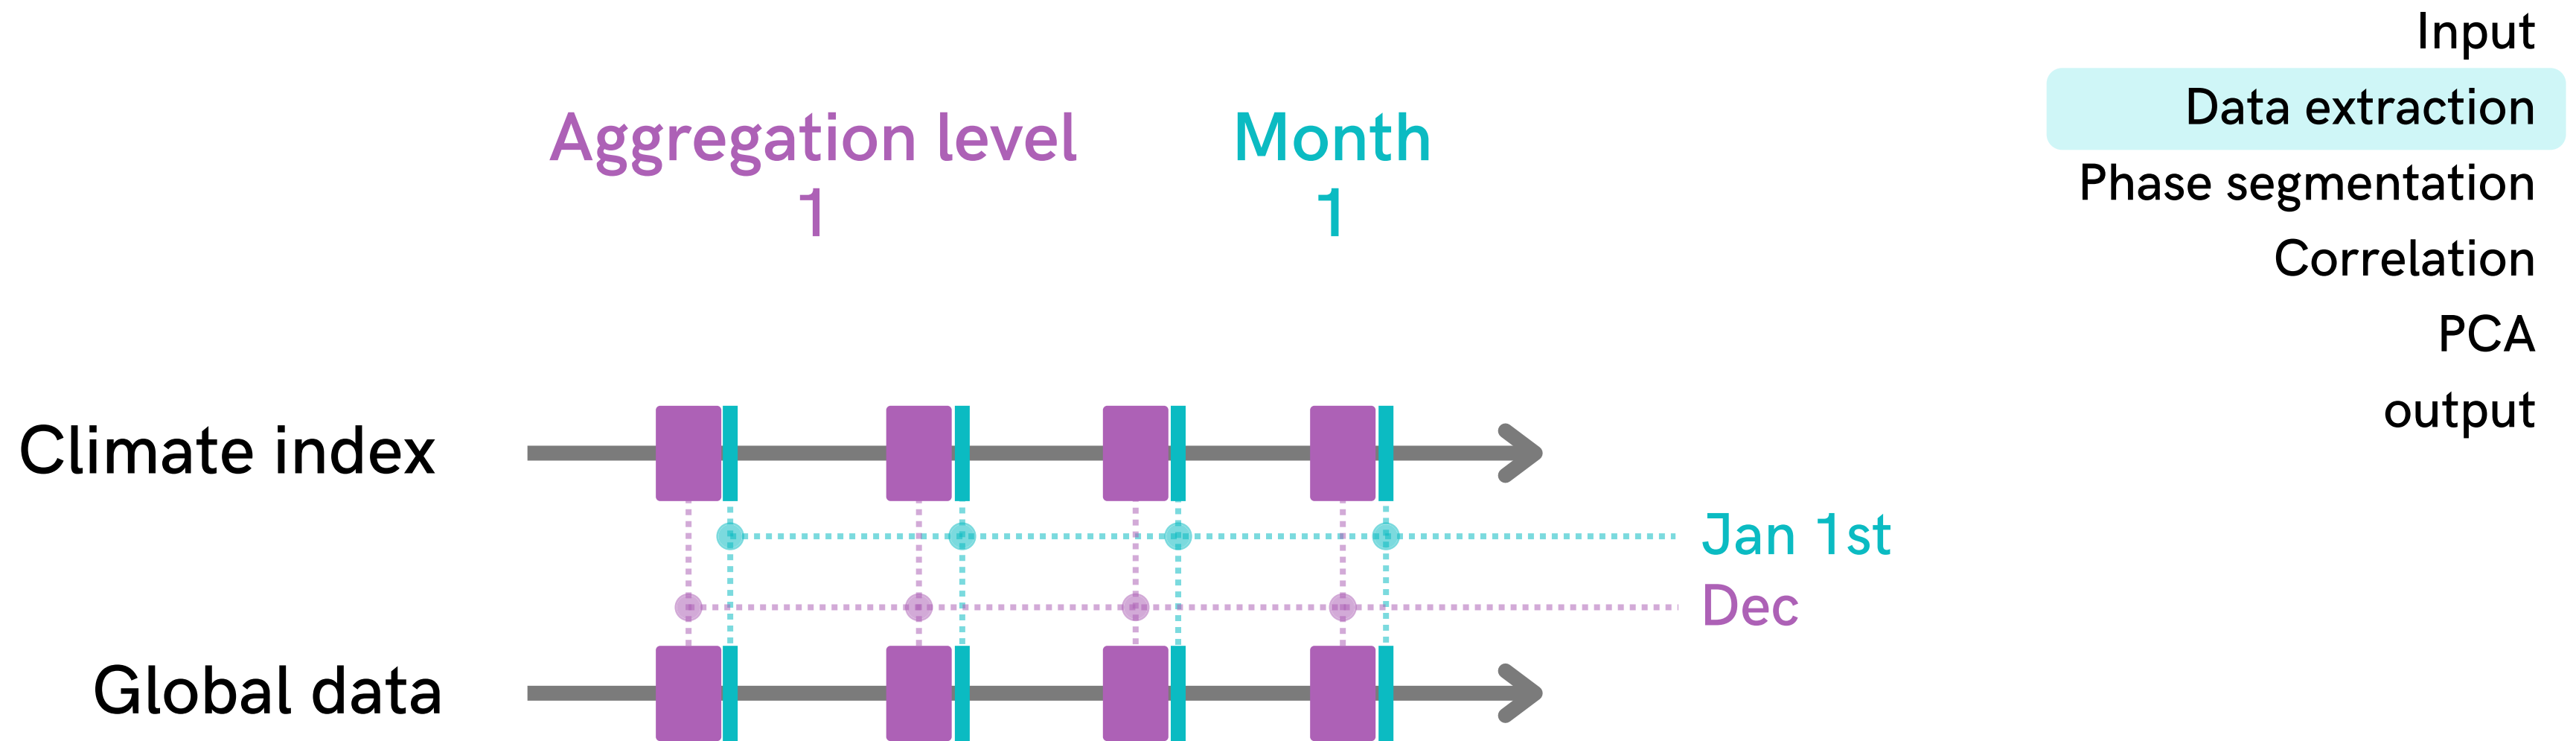 Input
Data extraction
Phase segmentation
Correlation
PCA
output
Aggregation level
1
Month
1
Climate index
Jan 1st
Dec
Global data